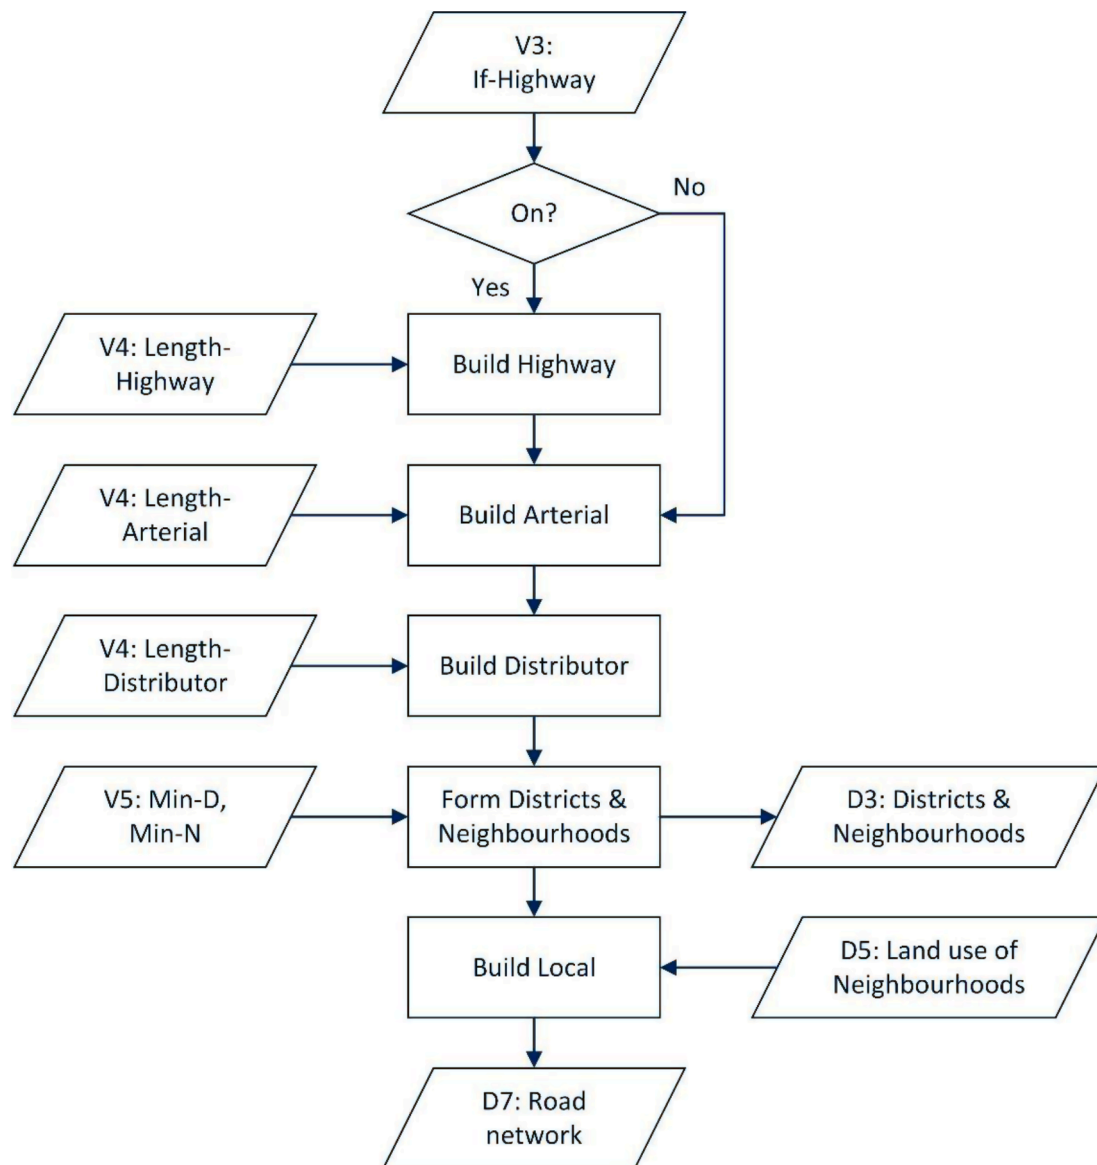 V3:
If-Highway
On?
No
Yes
V4: Length-
Highway
Build Highway
V4: Length-
Arterial
Build Arterial
V4: Length-
Distributor
Build Distributor
V5: Min-D,
Min-N
Form Districts &
Neighbourhoods
D3: Districts &
Neighbourhoods
Build Local
D5: Land use of
Neighbourhoods
D7: Road
network